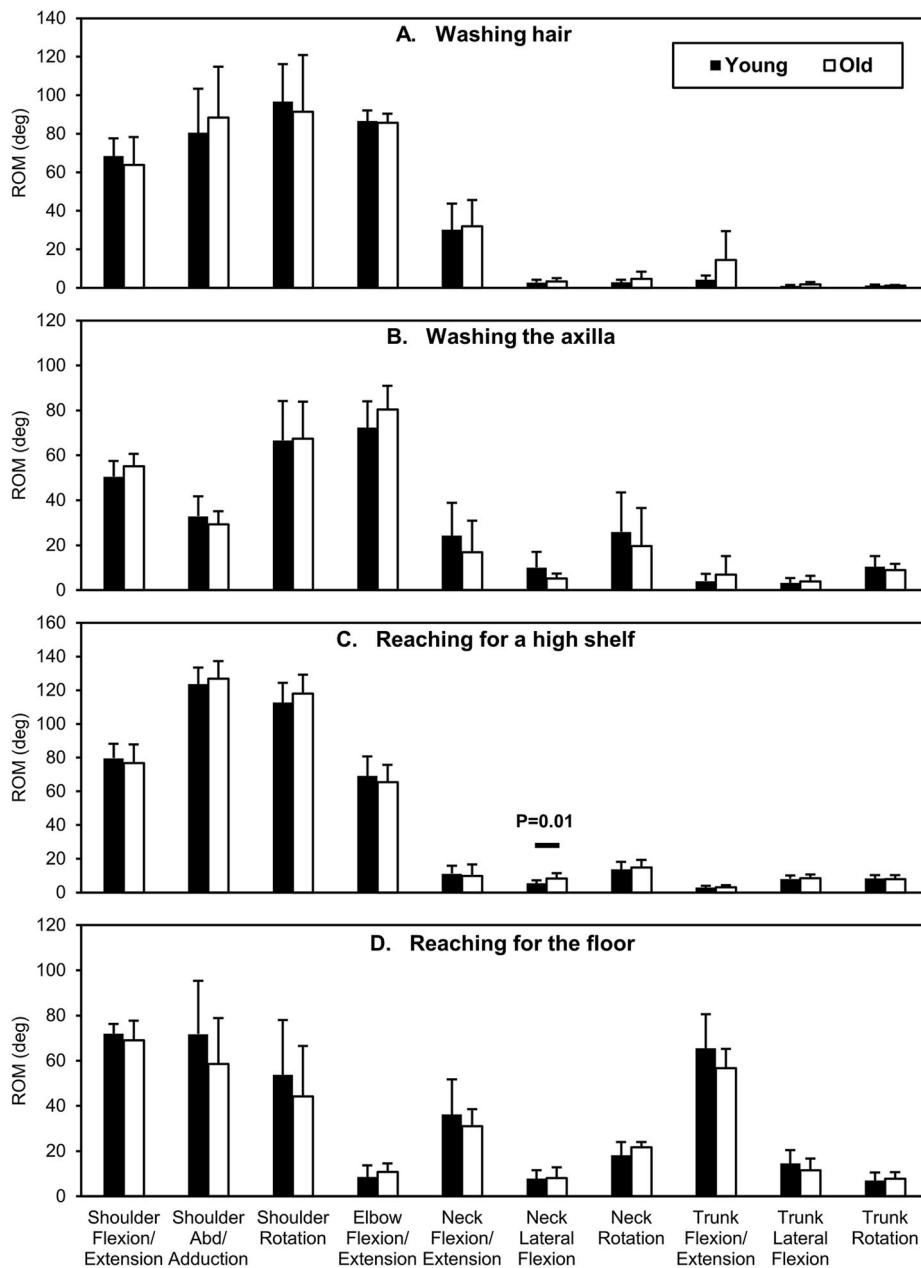 A. Washing hair
Young Old
ROM (deg)
140
120
100
80
60
40
20
0
B. Washing the axilla
ROM (deg)
120
100
80
60
40
20
0
C. Reaching for a high shelf
ROM (deg)
160
140
120
100
80
60
40
20
0
P=0.01
D. Reaching for the floor
ROM (deg)
120
100
80
60
40
20
0
Shoulder Flexion/ Extension
Shoulder Abd/ Adduction
Shoulder Rotation
Elbow Flexion/ Extension
Neck Flexion/ Extension
Neck Lateral Flexion
Neck Rotation
Trunk Flexion/ Extension
Trunk Lateral Flexion
Trunk Rotation